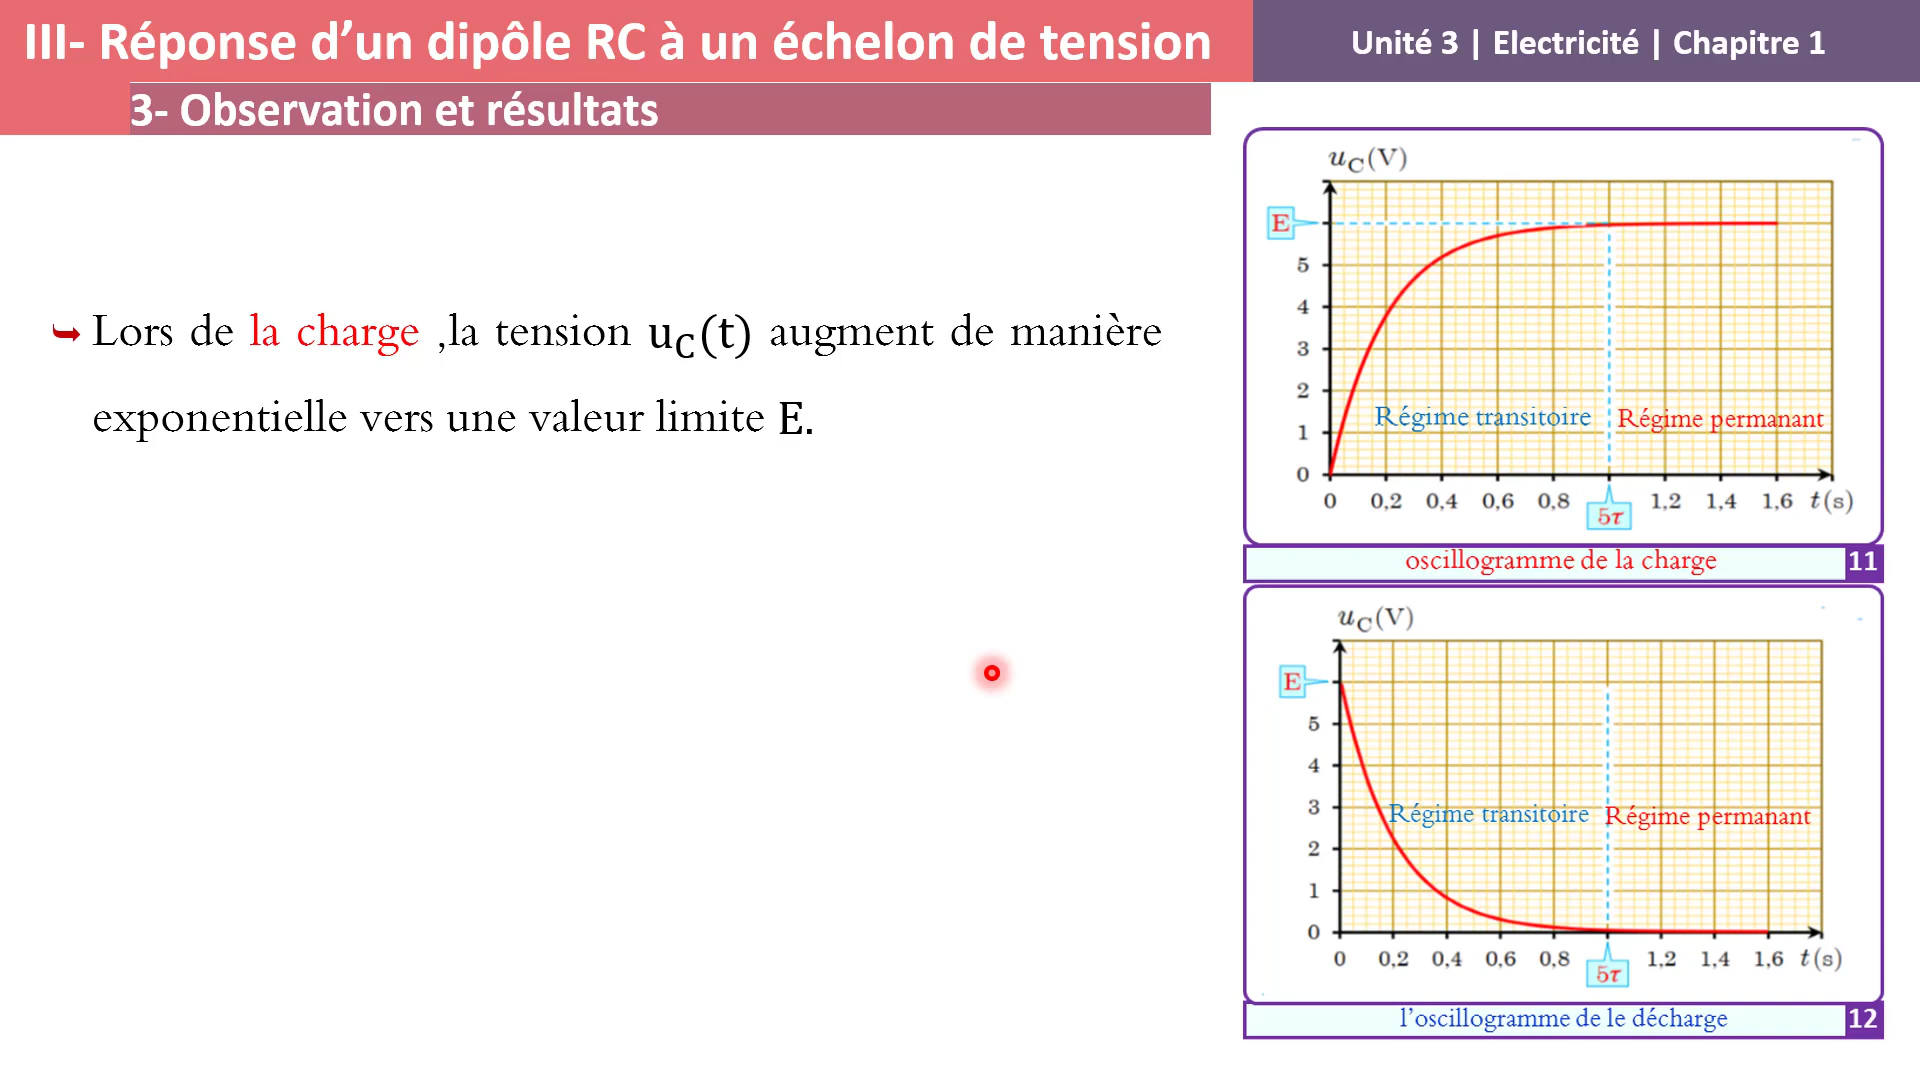 III- Réponse d’un dipôle RC à un échelon de tension
Unité 3 | Electricité | Chapitre 1
3- Observation et résultats
Lors de la charge ,la tension u_C(t) augment de manière
exponentielle vers une valeur limite E.
u_C(V)
E
5
4
3
2
1
0
Régime transitoire
Régime permanant
0 0,2 0,4 0,6 0,8 5τ 1,2 1,4 1,6 t(s)
oscillogramme de la charge
11
u_C(V)
E
5
4
3
2
1
0
Régime transitoire
Régime permanant
0 0,2 0,4 0,6 0,8 5τ 1,2 1,4 1,6 t(s)
l’oscillogramme de le décharge
12